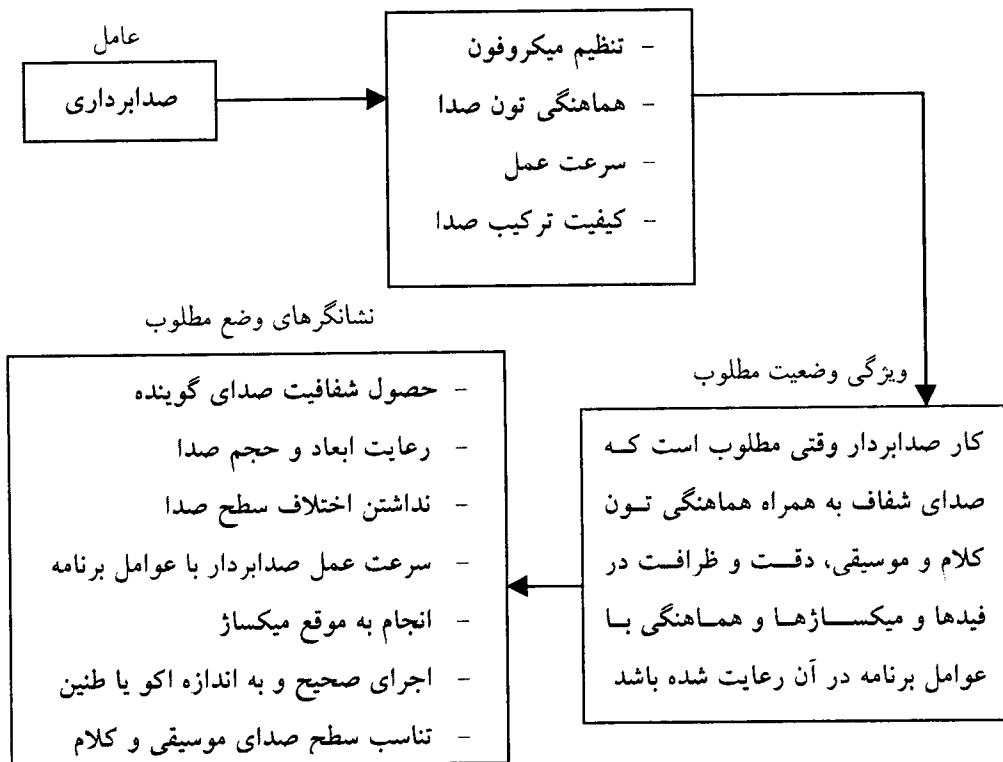 عامل
صدابرداری
- تنظیم میکروفون
- هماهنگی تون صدا
- سرعت عمل
- کیفیت ترکیب صدا
ویژگی وضعیت مطلوب
کار صدابردار وقتی مطلوب است که
صدای شفاف به همراه هماهنگی تون
کلام و موسیقی، دقت و ظرافت در
فیدها و میکساژها و هماهنگی با
عوامل برنامه در آن رعایت شده باشد
نشانگرهای وضع مطلوب
- حصول شفافیت صدای گوینده
- رعایت ابعاد و حجم صدا
- نداشتن اختلاف سطح صدا
- سرعت عمل صدابردار با عوامل برنامه
- انجام به موقع میکساژ
- اجرای صحیح و به اندازه اکو یا طنین
- تناسب سطح صدای موسیقی و کلام